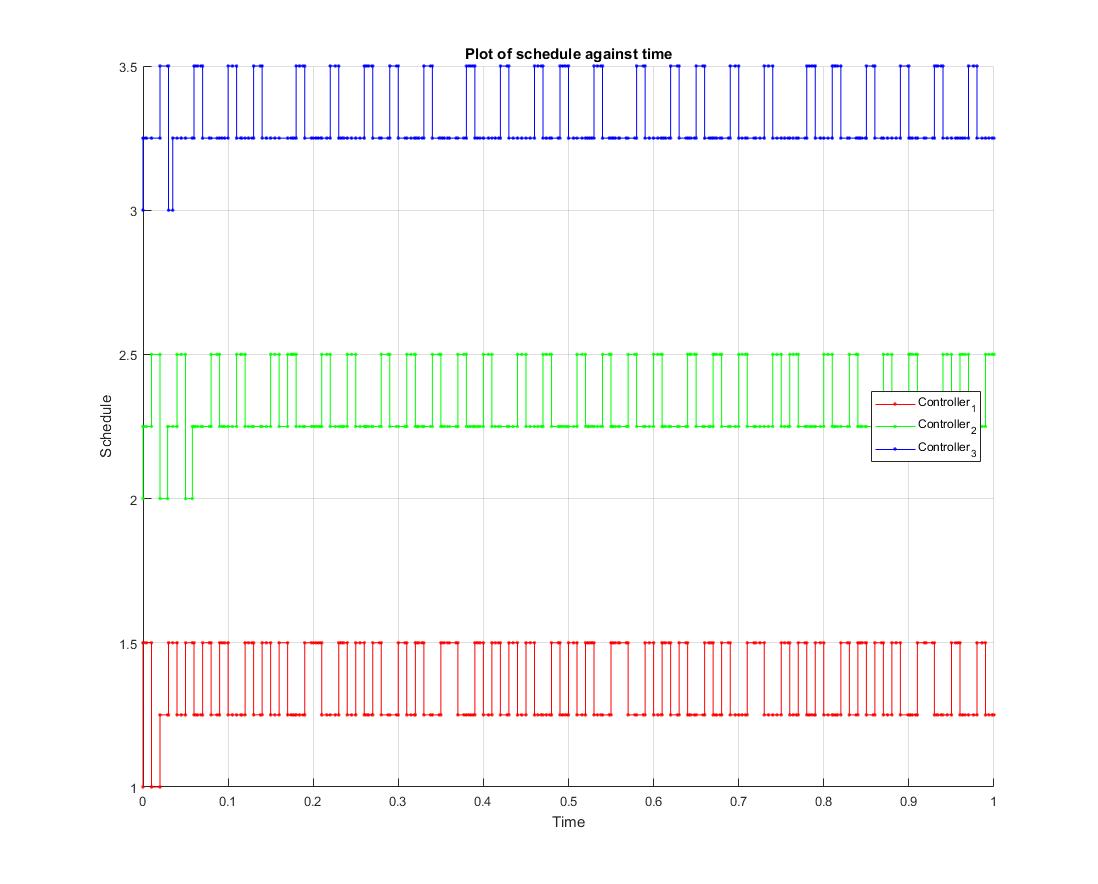 Plot of schedule against time
3.5
3
2.5
2
1.5
1
Schedule
Controller1
Controller2
Controller3
0 0.1 0.2 0.3 0.4 0.5 0.6 0.7 0.8 0.9 1
Time